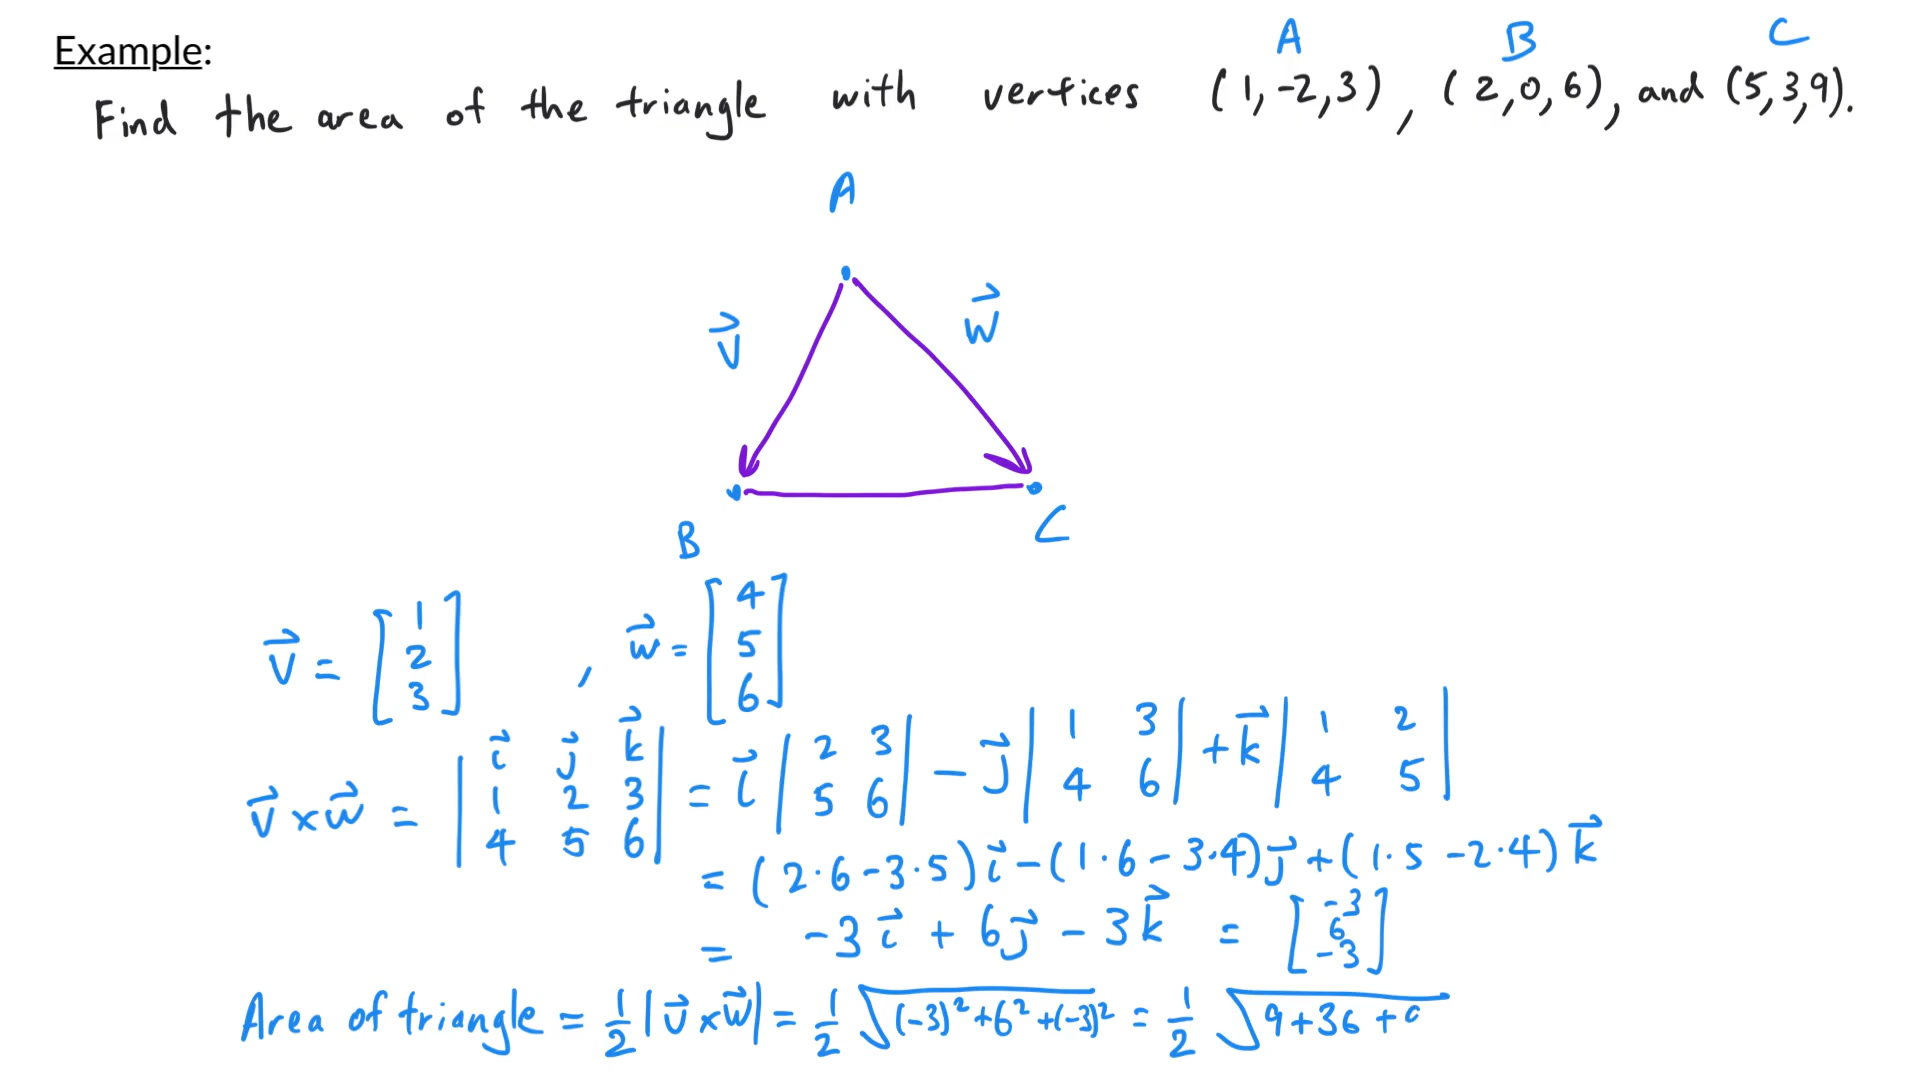 A B C
Example:
Find the area of the triangle with vertices (1,-2,3), (2,0,6), and (5,3,9).
A
v⃗ w⃗
B C
v⃗ = [1 2 3] , w⃗ = [4 5 6]
v⃗ × w⃗ = | i⃗ j⃗ k⃗ ; 1 2 3 ; 4 5 6 | = i⃗ | 2 3 ; 5 6 | − j⃗ | 1 3 ; 4 6 | + k⃗ | 1 2 ; 4 5 |
= (2·6−3·5) i⃗ − (1·6−3·4) j⃗ + (1·5−2·4) k⃗
= −3 i⃗ + 6 j⃗ − 3 k⃗ = [−3 6 −3]
Area of triangle = 1/2 | v⃗ × w⃗ | = 1/2 √((−3)² + 6² + (−3)²) = 1/2 √(9+36+